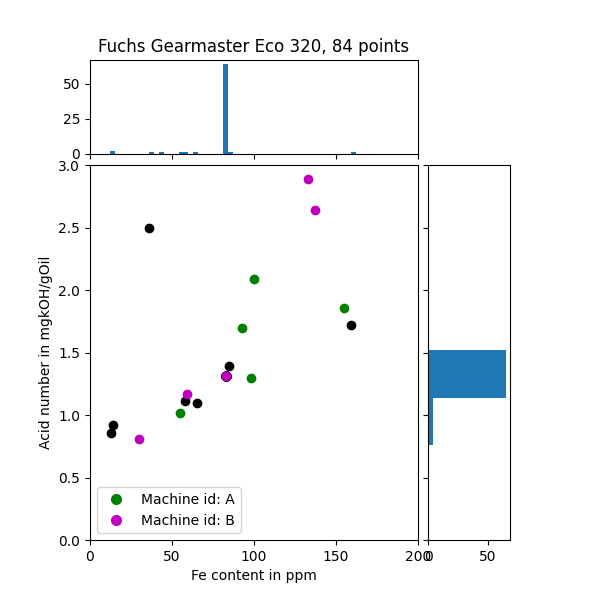 Fuchs Gearmaster Eco 320, 84 points
50
25
0
3.0
2.5
2.0
1.5
1.0
0.5
0.0
Acid number in mgkOH/gOil
Machine id: A
Machine id: B
0 50 100 150 200
0 50
Fe content in ppm